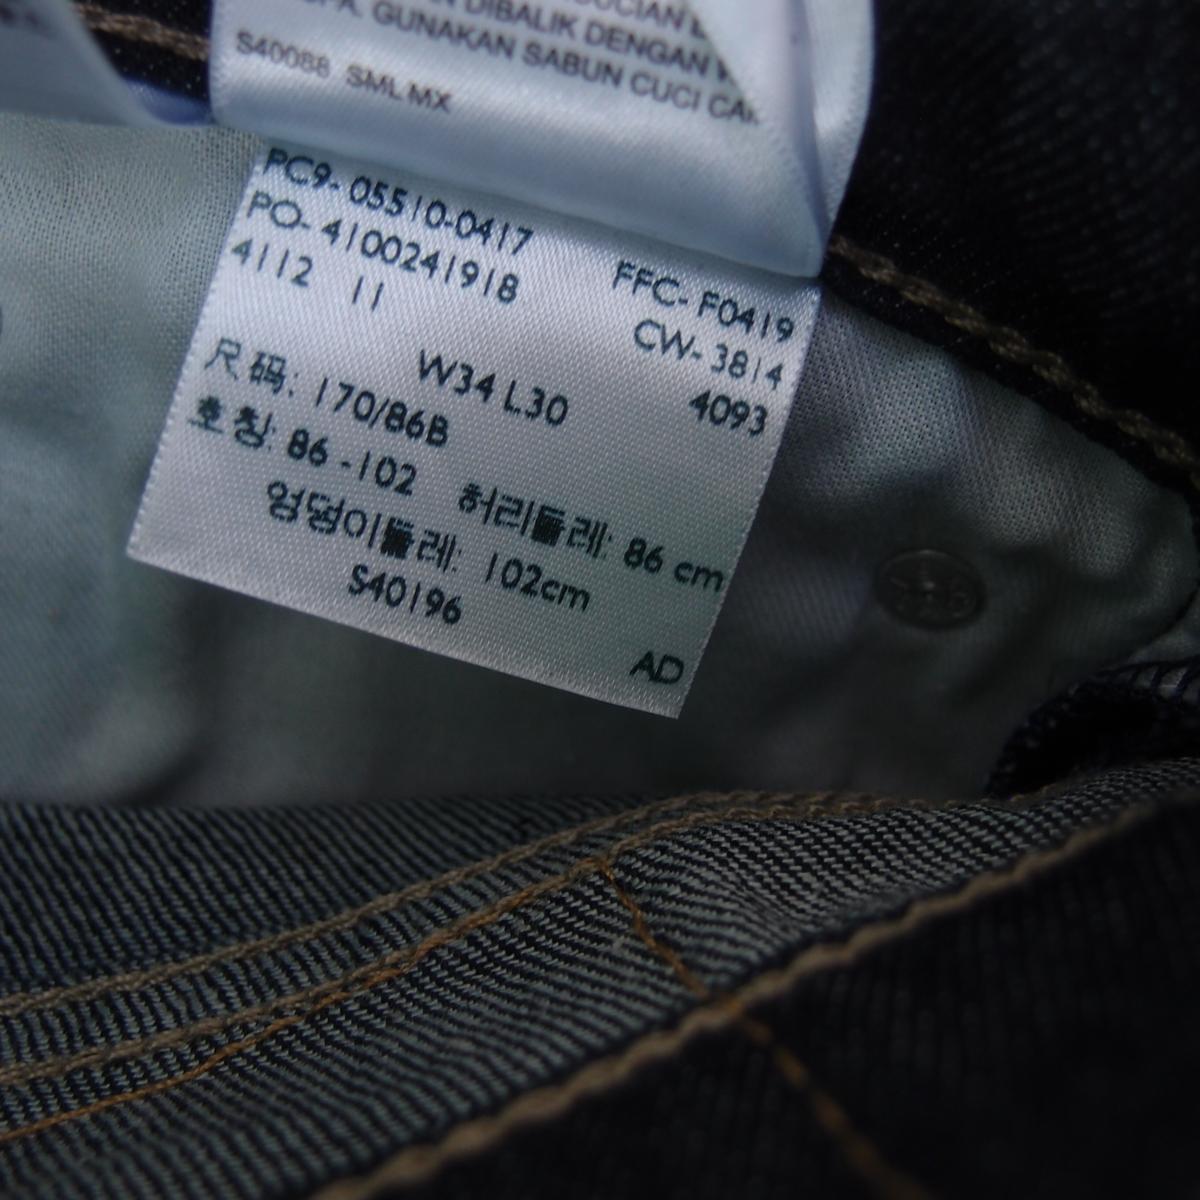 DIBALIK DENGAN
GUNAKAN SABUN CUCI
S40088 SML MX
PC9-05510-0417
PO-4100241918 FFC-F0419
4112 11 CW-3814
W34 L30 4093
尺码: 170/86B
호칭: 86 -102 허리둘레: 86 cm
엉덩이둘레: 102cm
S40196
AD